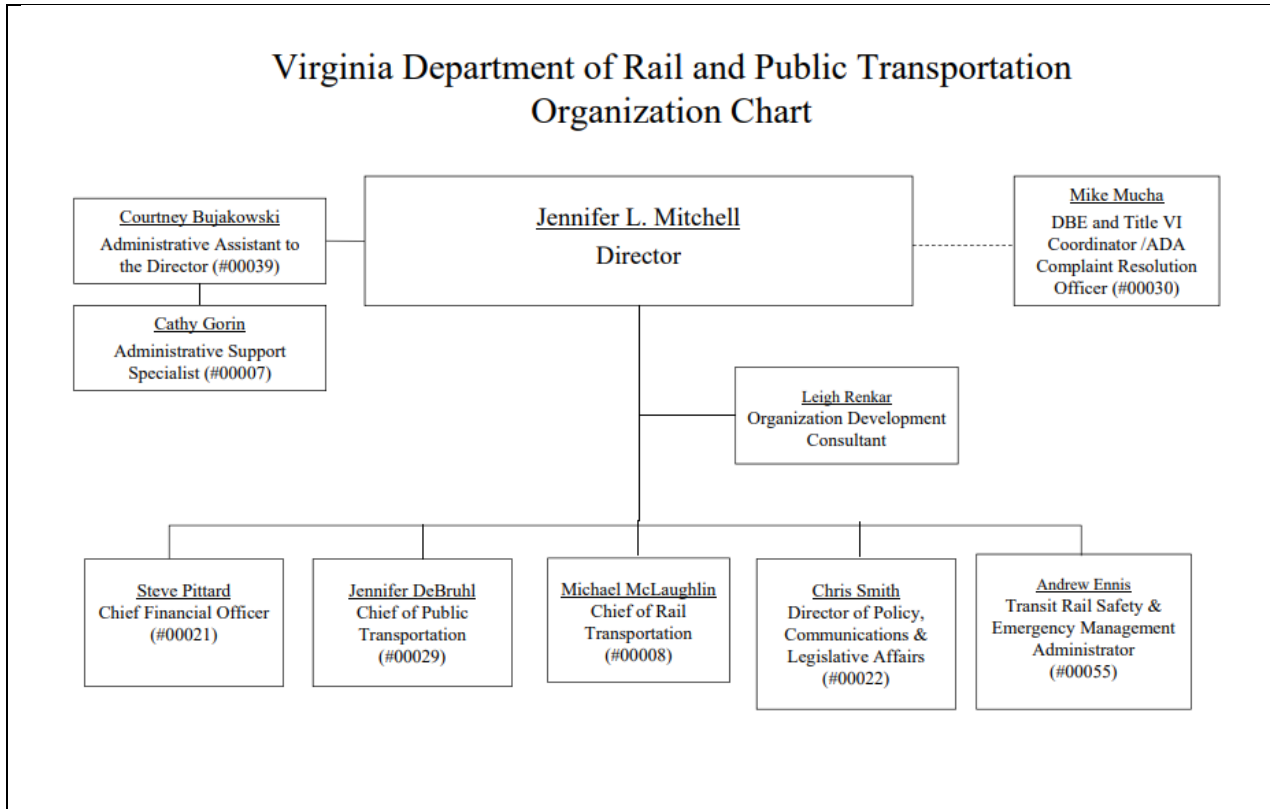 Virginia Department of Rail and Public Transportation
Organization Chart
Courtney Bujakowski
Administrative Assistant to
the Director (#00039)
Jennifer L. Mitchell
Director
Mike Mucha
DBE and Title VI
Coordinator /ADA
Complaint Resolution
Officer (#00030)
Cathy Gorin
Administrative Support
Specialist (#00007)
Leigh Renkar
Organization Development
Consultant
Steve Pittard
Chief Financial Officer
(#00021)
Jennifer DeBruhl
Chief of Public
Transportation
(#00029)
Michael McLaughlin
Chief of Rail
Transportation
(#00008)
Chris Smith
Director of Policy,
Communications &
Legislative Affairs
(#00022)
Andrew Ennis
Transit Rail Safety &
Emergency Management
Administrator
(#00055)